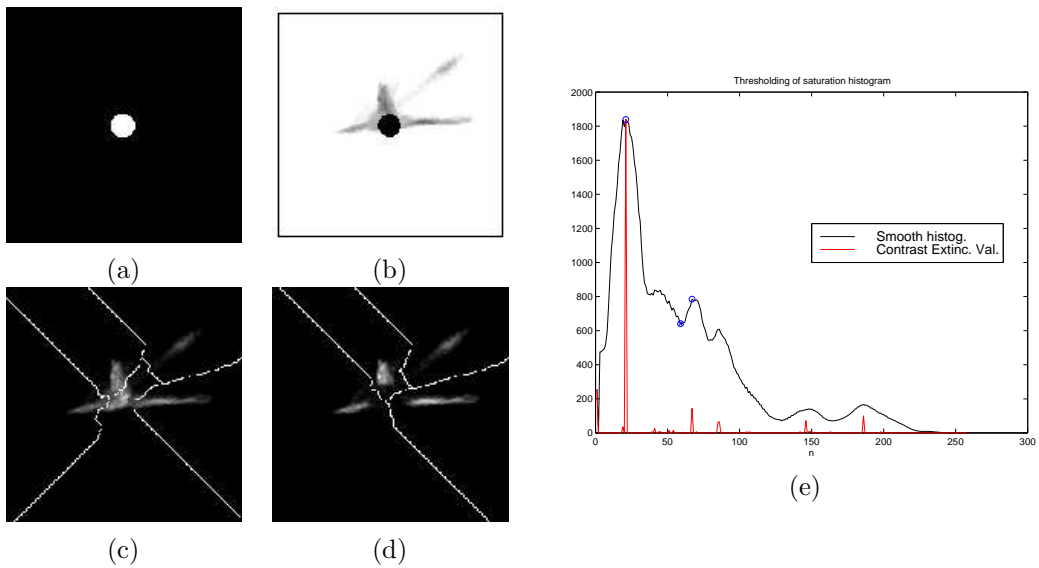 (a)
(b)
(c)
(d)
Thresholding of saturation histogram
2000
1800
1600
1400
1200
1000
800
600
400
200
0
0 50 100 150 200 250 300
n
Smooth histog.
Contrast Extinc. Val.
(e)